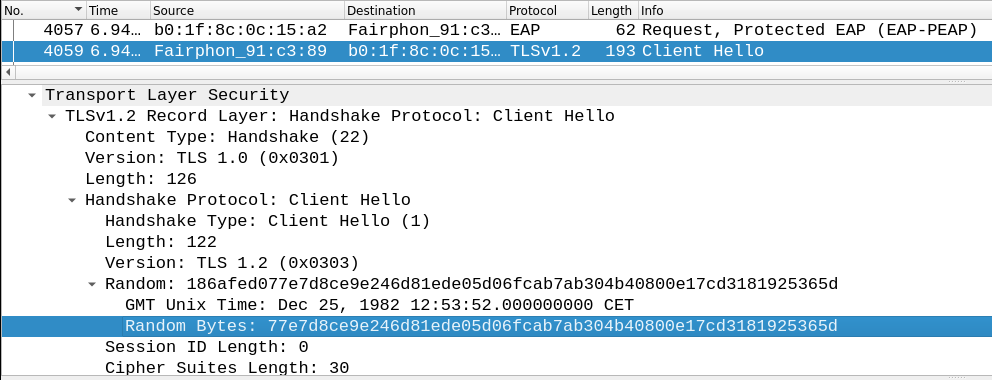 No. Time Source Destination Protocol Length Info
4057 6.94… b0:1f:8c:0c:15:a2 Fairphon_91:c3… EAP 62 Request, Protected EAP (EAP-PEAP)
4059 6.94… Fairphon_91:c3:89 b0:1f:8c:0c:15… TLSv1.2 193 Client Hello
Transport Layer Security
TLSv1.2 Record Layer: Handshake Protocol: Client Hello
Content Type: Handshake (22)
Version: TLS 1.0 (0x0301)
Length: 126
Handshake Protocol: Client Hello
Handshake Type: Client Hello (1)
Length: 122
Version: TLS 1.2 (0x0303)
Random: 186afed077e7d8ce9e246d81ede05d06fcab7ab304b40800e17cd3181925365d
GMT Unix Time: Dec 25, 1982 12:53:52.000000000 CET
Random Bytes: 77e7d8ce9e246d81ede05d06fcab7ab304b40800e17cd3181925365d
Session ID Length: 0
Cipher Suites Length: 30